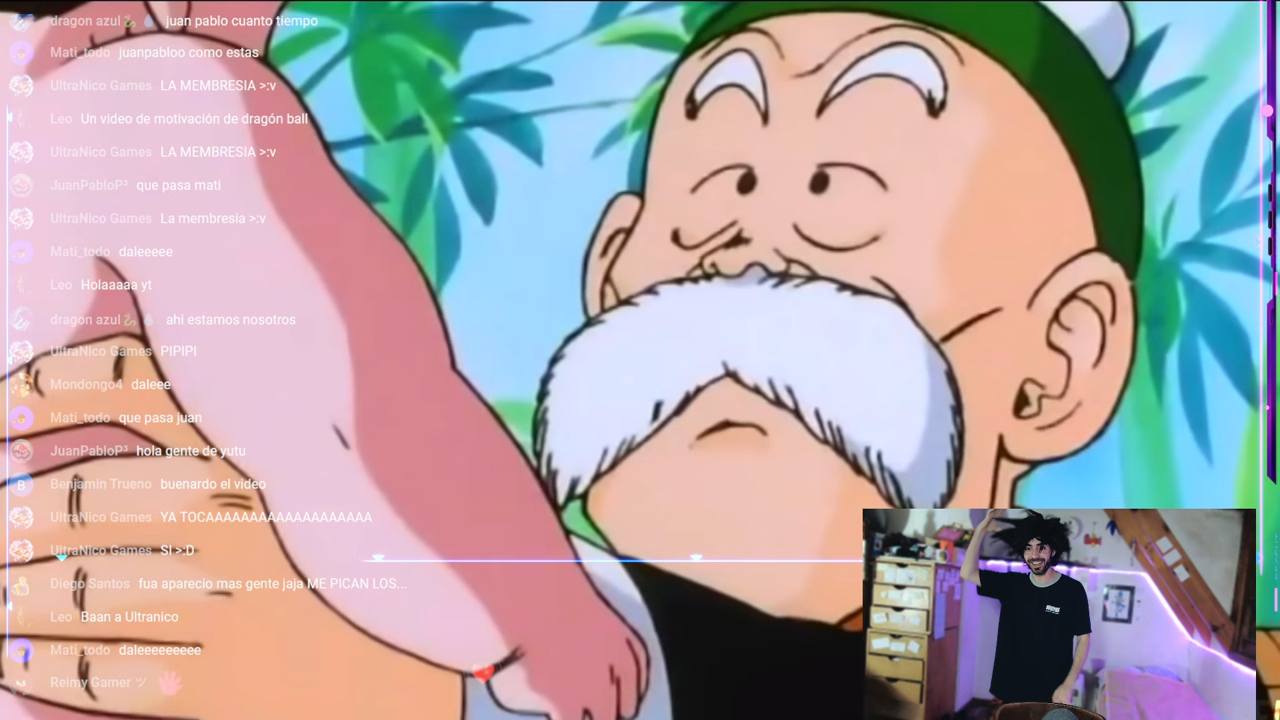 dragon azul🐉💧 juan pablo cuanto tiempo
Mati_todo juanpabloo como estas
UltraNico Games LA MEMBRESIA >:v
Leo Un video de motivación de dragón ball
UltraNico Games LA MEMBRESIA >:v
JuanPabloP³ que pasa mati
UltraNico Games La membresia >:v
Mati_todo daleeeee
Leo Holaaaaa yt
dragon azul🐉💧 ahi estamos nosotros
UltraNico Games PIPIPI
Mondongo4 daleee
Mati_todo que pasa juan
JuanPabloP³ hola gente de yutu
B Benjamin Trueno buenardo el video
UltraNico Games YA TOCAAAAAAAAAAAAAAAAAAA
UltraNico Games SI >:D
Diego Santos fua aparecio mas gente jaja ME PICAN LOS...
Leo Baan a Ultranico
Mati_todo daleeeeeeeee
Reimy Gamer ツ